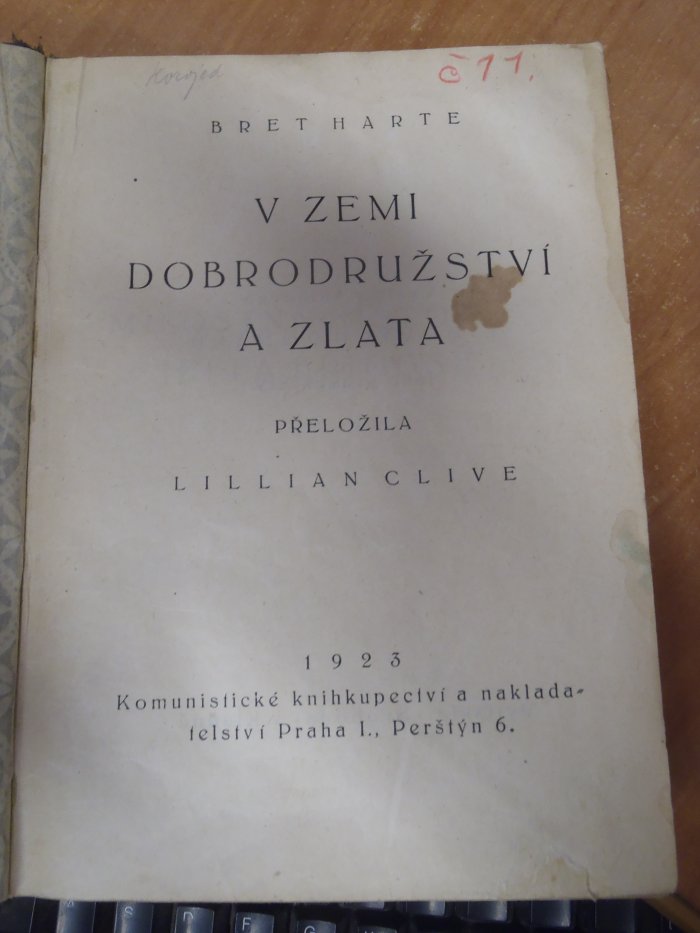 č 11.
BRET HARTE
V ZEMI
DOBRODRUŽSTVÍ
A ZLATA
PŘELOŽILA
LILLIAN CLIVE
1923
Komunistické knihkupectví a naklada-
telství Praha I., Perštýn 6.
S D F G